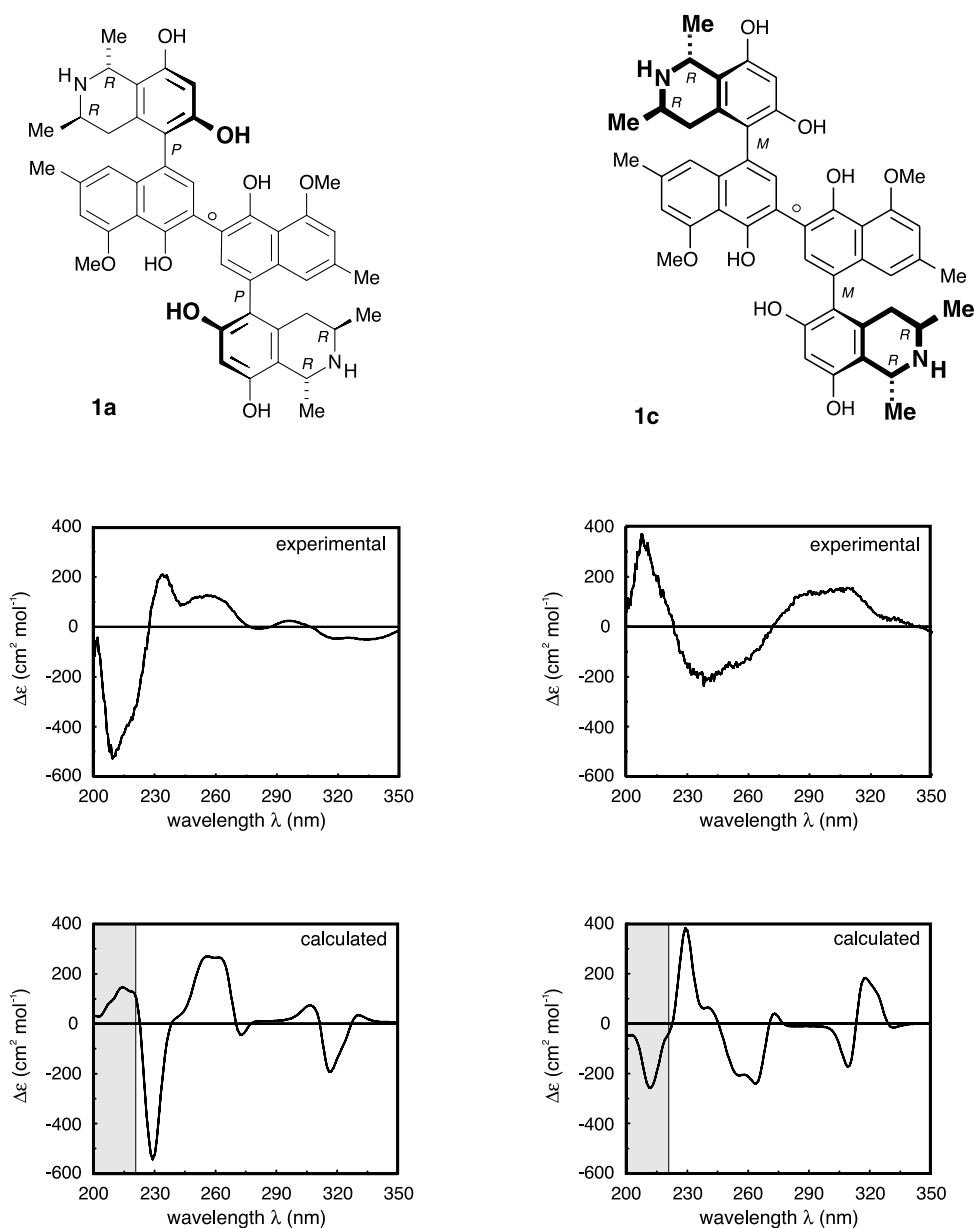 Me
OH
H
N
R
R
Me
OH
P
Me
OH
OMe
MeO
HO
Me
P
HO
Me
R
N
H
R
OH
Me
1a
Me
OH
H
N
R
R
Me
OH
M
Me
OH
OMe
MeO
HO
Me
M
HO
Me
R
N
H
R
OH
Me
1c
400
200
0
-200
-400
-600
Δε (cm² mol⁻¹)
experimental
200 230 260 290 320 350
wavelength λ (nm)
400
200
0
-200
-400
-600
Δε (cm² mol⁻¹)
experimental
200 230 260 290 320 350
wavelength λ (nm)
400
200
0
-200
-400
-600
Δε (cm² mol⁻¹)
calculated
200 230 260 290 320 350
wavelength λ (nm)
400
200
0
-200
-400
-600
Δε (cm² mol⁻¹)
calculated
200 230 260 290 320 350
wavelength λ (nm)